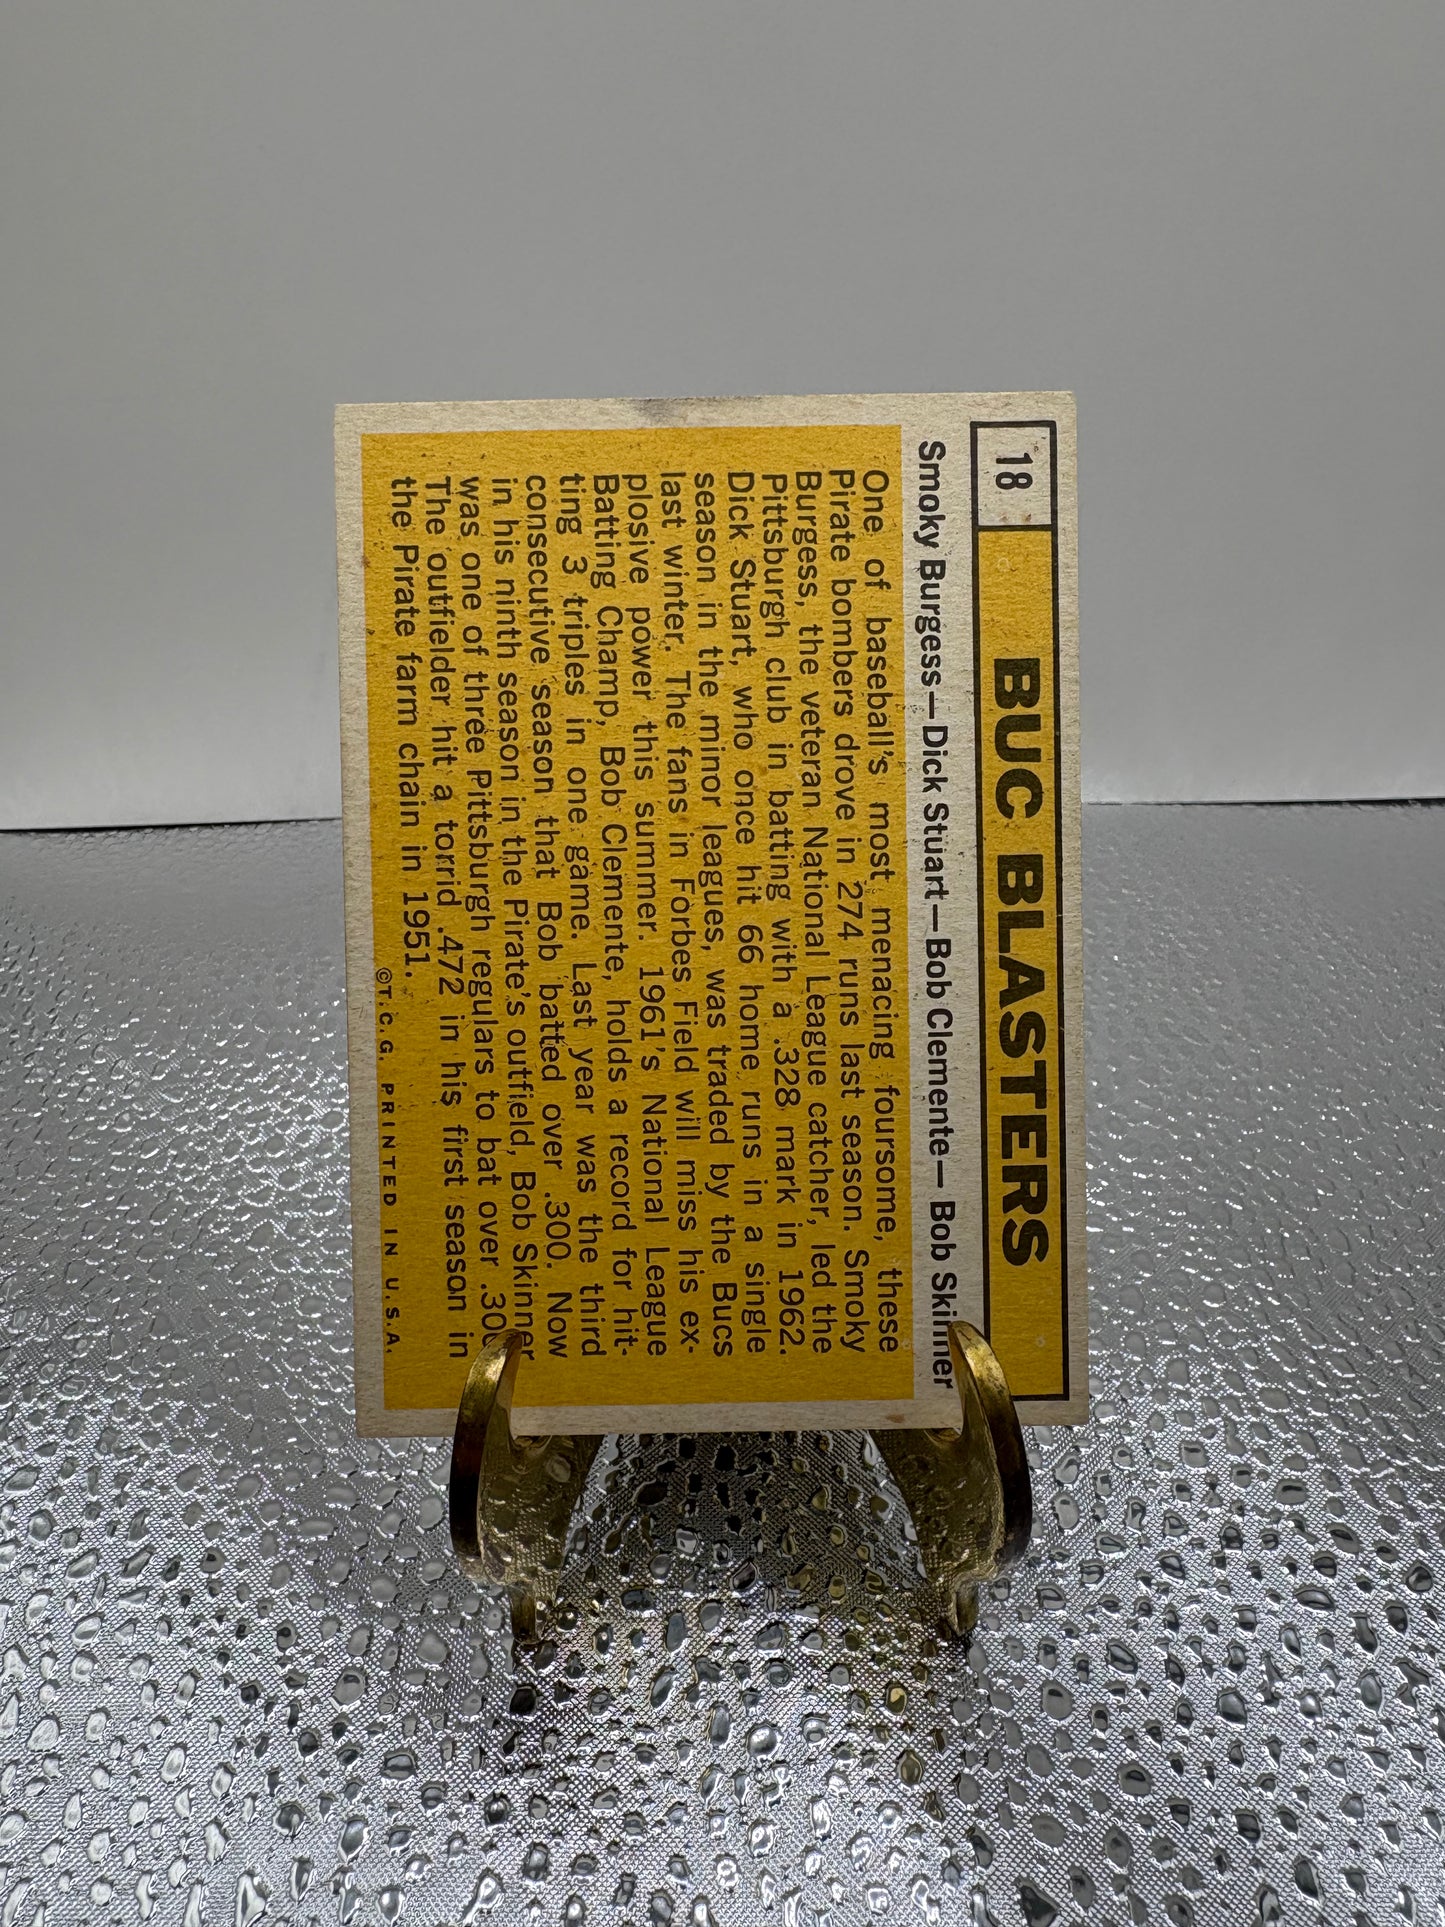 18
BUC BLASTERS
Smoky Burgess—Dick Stuart—Bob Clemente—Bob Skinner
One of baseball's most menacing foursome, these
Pirate bombers drove in 274 runs last season. Smoky
Burgess, the veteran National League catcher, led the
Pittsburgh club in batting with a .328 mark in 1962.
Dick Stuart, who once hit 66 home runs in a single
season in the minor leagues, was traded by the Bucs
last winter. The fans in Forbes Field will miss his ex-
plosive power this summer. 1961's National League
Batting Champ, Bob Clemente, holds a record for hit-
ting 3 triples in one game. Last year was the third
consecutive season that Bob batted over .300. Now
in his ninth season in the Pirate's outfield, Bob Skinner
was one of three Pittsburgh regulars to bat over .300
The outfielder hit a torrid .472 in his first season in
the Pirate farm chain in 1951.
©T.C.G. PRINTED IN U.S.A.